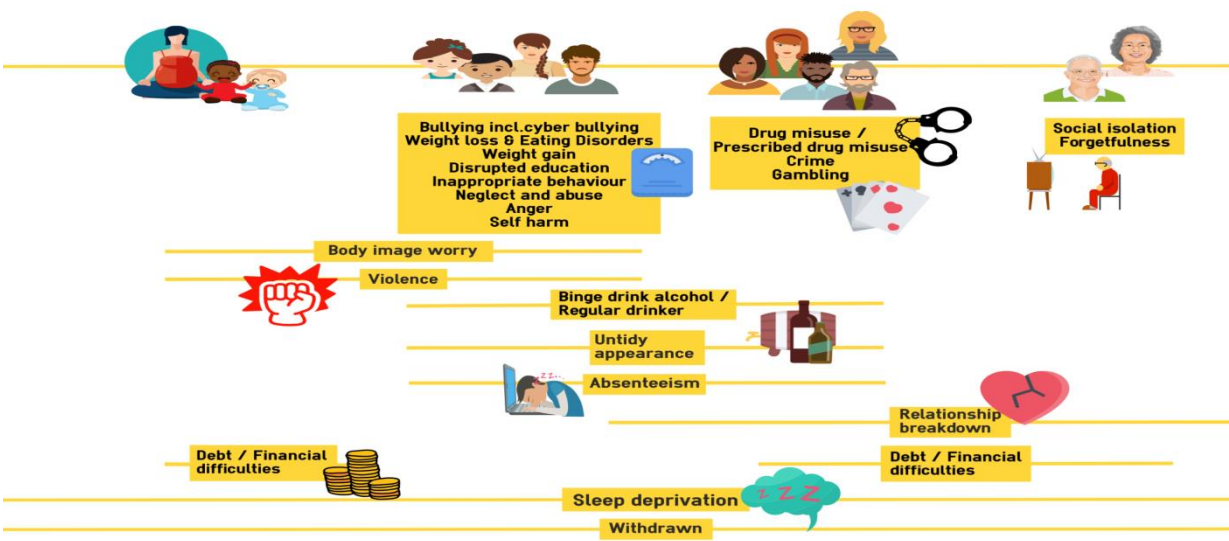 Bullying incl.cyber bullying
Weight loss & Eating Disorders
Weight gain
Disrupted education
Inappropriate behaviour
Neglect and abuse
Anger
Self harm
Drug misuse /
Prescribed drug misuse
Crime
Gambling
Social isolation
Forgetfulness
Body image worry
Violence
Binge drink alcohol /
Regular drinker
Untidy
appearance
zz..
Absenteeism
Relationship
breakdown
Debt / Financial
difficulties
Debt / Financial
difficulties
Sleep deprivation
z z z
Withdrawn